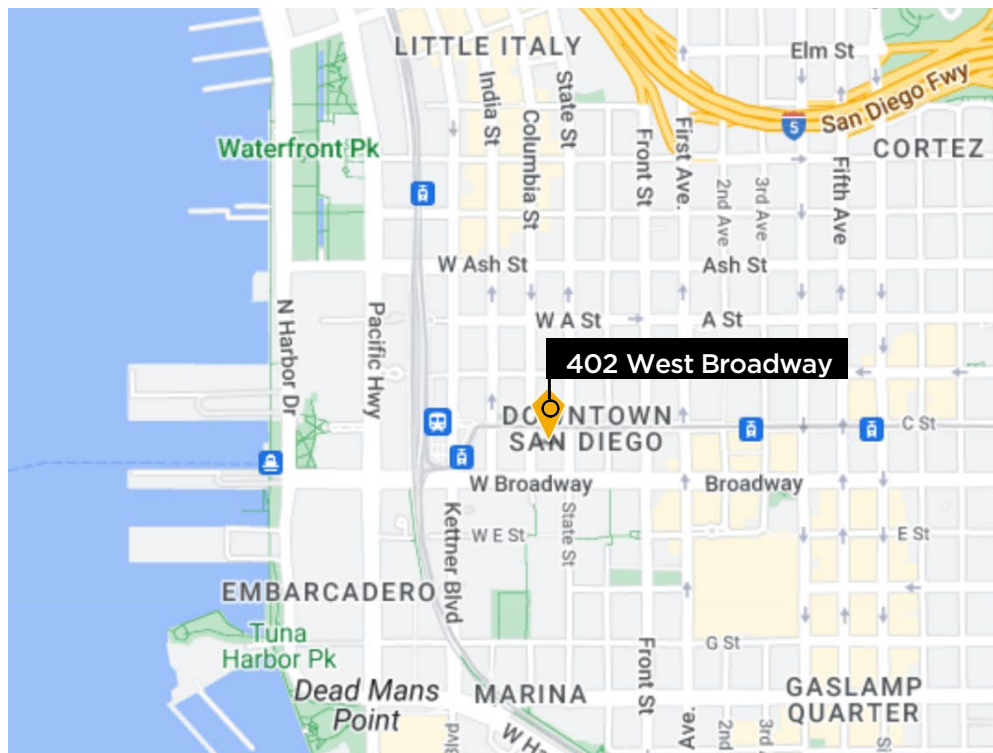 LITTLE ITALY
Elm St
San Diego Fwy
5
India St
State St
Columbia St
Front St
First Ave.
2nd Ave
3rd Ave
Fifth Ave
CORTEZ
Waterfront Pk
W Ash St
Ash St
N Harbor Dr
Pacific Hwy
W A St
A St
402 West Broadway
DOWNTOWN
SAN DIEGO
C St
W Broadway
Broadway
Kettner Blvd
W E St
State St
E St
EMBARCADERO
Tuna
Harbor Pk
G St
Front St
Dead Mans
Point
MARINA
GASLAMP
QUARTER
Ave.
2nd
3rd